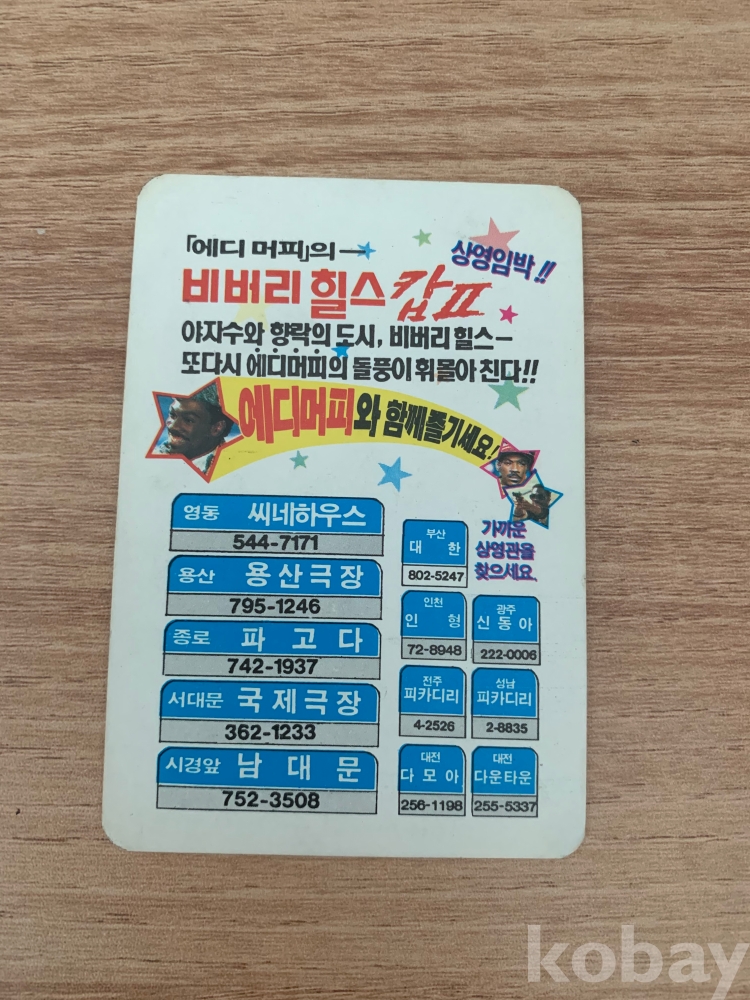 「에디 머피」의—
상영임박!!
비버리 힐스 캅 II
야자수와 향락의 도시, 비버리 힐스—
또다시 에디머피의 돌풍이 휘몰아 친다!!
에디머피와 함께 즐기세요!
영동 씨네하우스
544-7171
용산 용산극장
795-1246
종로 파고다
742-1937
서대문 국제극장
362-1233
시경앞 남대문
752-3508
가까운
상영관을
찾으세요.
부산
대한
802-5247
인천
인형
72-8948
광주
신동아
222-0006
전주
피카디리
4-2526
성남
피카디리
2-8835
대전
다모아
256-1198
대전
다운타운
255-5337
kobay